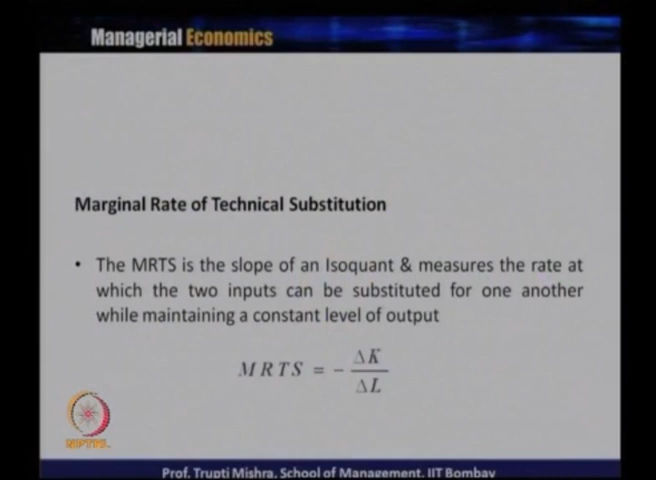 Managerial Economics
Marginal Rate of Technical Substitution
• The MRTS is the slope of an Isoquant & measures the rate at
which the two inputs can be substituted for one another
while maintaining a constant level of output
MRTS = - ΔK / ΔL
NPTEL
Prof. Trupti Mishra, School of Management, IIT Bombay